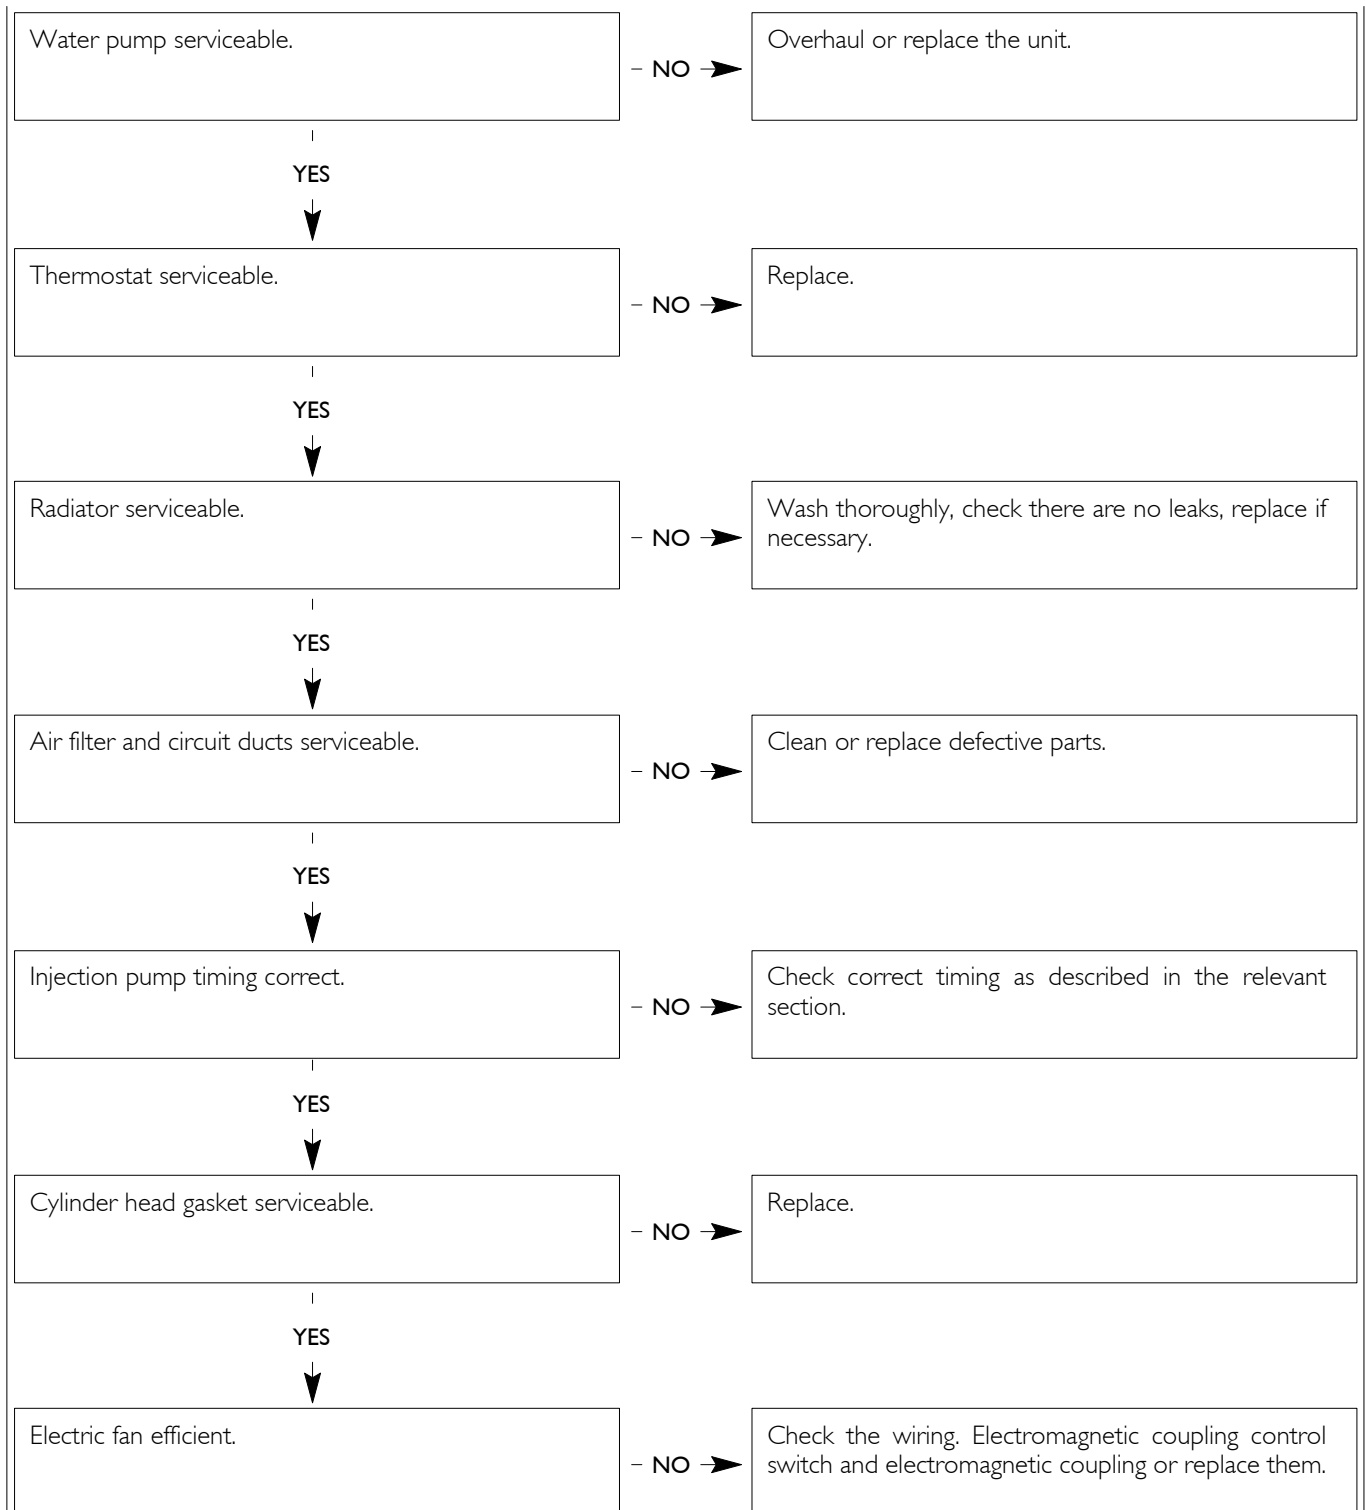 Water pump serviceable.
NO
Overhaul or replace the unit.
YES
Thermostat serviceable.
NO
Replace.
YES
Radiator serviceable.
NO
Wash thoroughly, check there are no leaks, replace if
necessary.
YES
Air filter and circuit ducts serviceable.
NO
Clean or replace defective parts.
YES
Injection pump timing correct.
NO
Check correct timing as described in the relevant
section.
YES
Cylinder head gasket serviceable.
NO
Replace.
YES
Electric fan efficient.
NO
Check the wiring. Electromagnetic coupling control
switch and electromagnetic coupling or replace them.